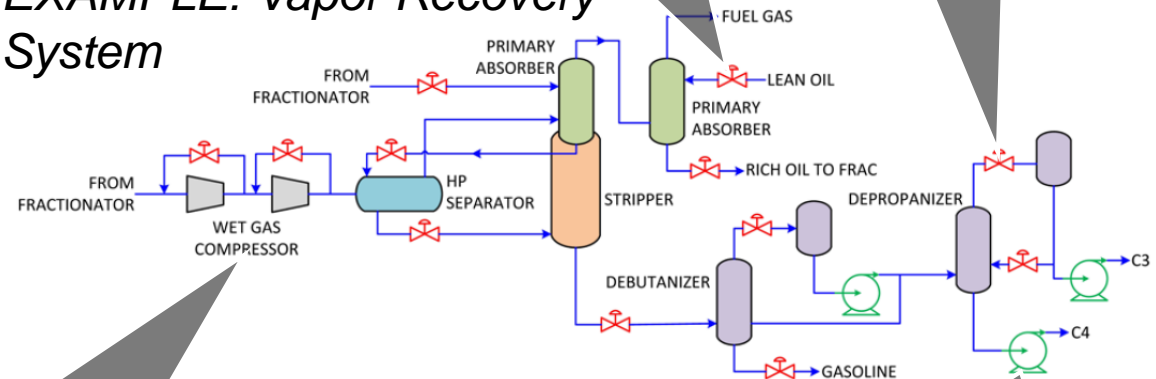 EXAMPLE: Vapor Recovery
System
FUEL GAS
PRIMARY
ABSORBER
FROM
FRACTIONATOR
LEAN OIL
PRIMARY
ABSORBER
RICH OIL TO FRAC
FROM
FRACTIONATOR
HP
SEPARATOR
STRIPPER
DEPROPANIZER
WET GAS
COMPRESSOR
DEBUTANIZER
C3
C4
GASOLINE